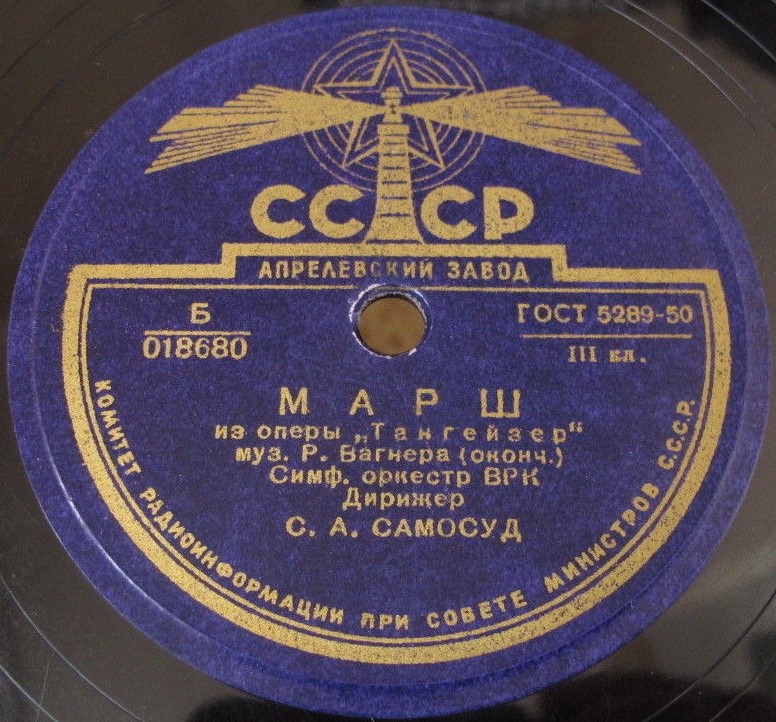 СССР
АПРЕЛЕВСКИЙ ЗАВОД
Б
018680
ГОСТ 5289-50
III кл.
МАРШ
из оперы „Тангейзер“
муз. Р. Вагнера (оконч.)
Симф. оркестр ВРК
Дирижер
С. А. САМОСУД
КОМИТЕТ РАДИОИНФОРМАЦИИ ПРИ СОВЕТЕ МИНИСТРОВ С.С.С.Р.